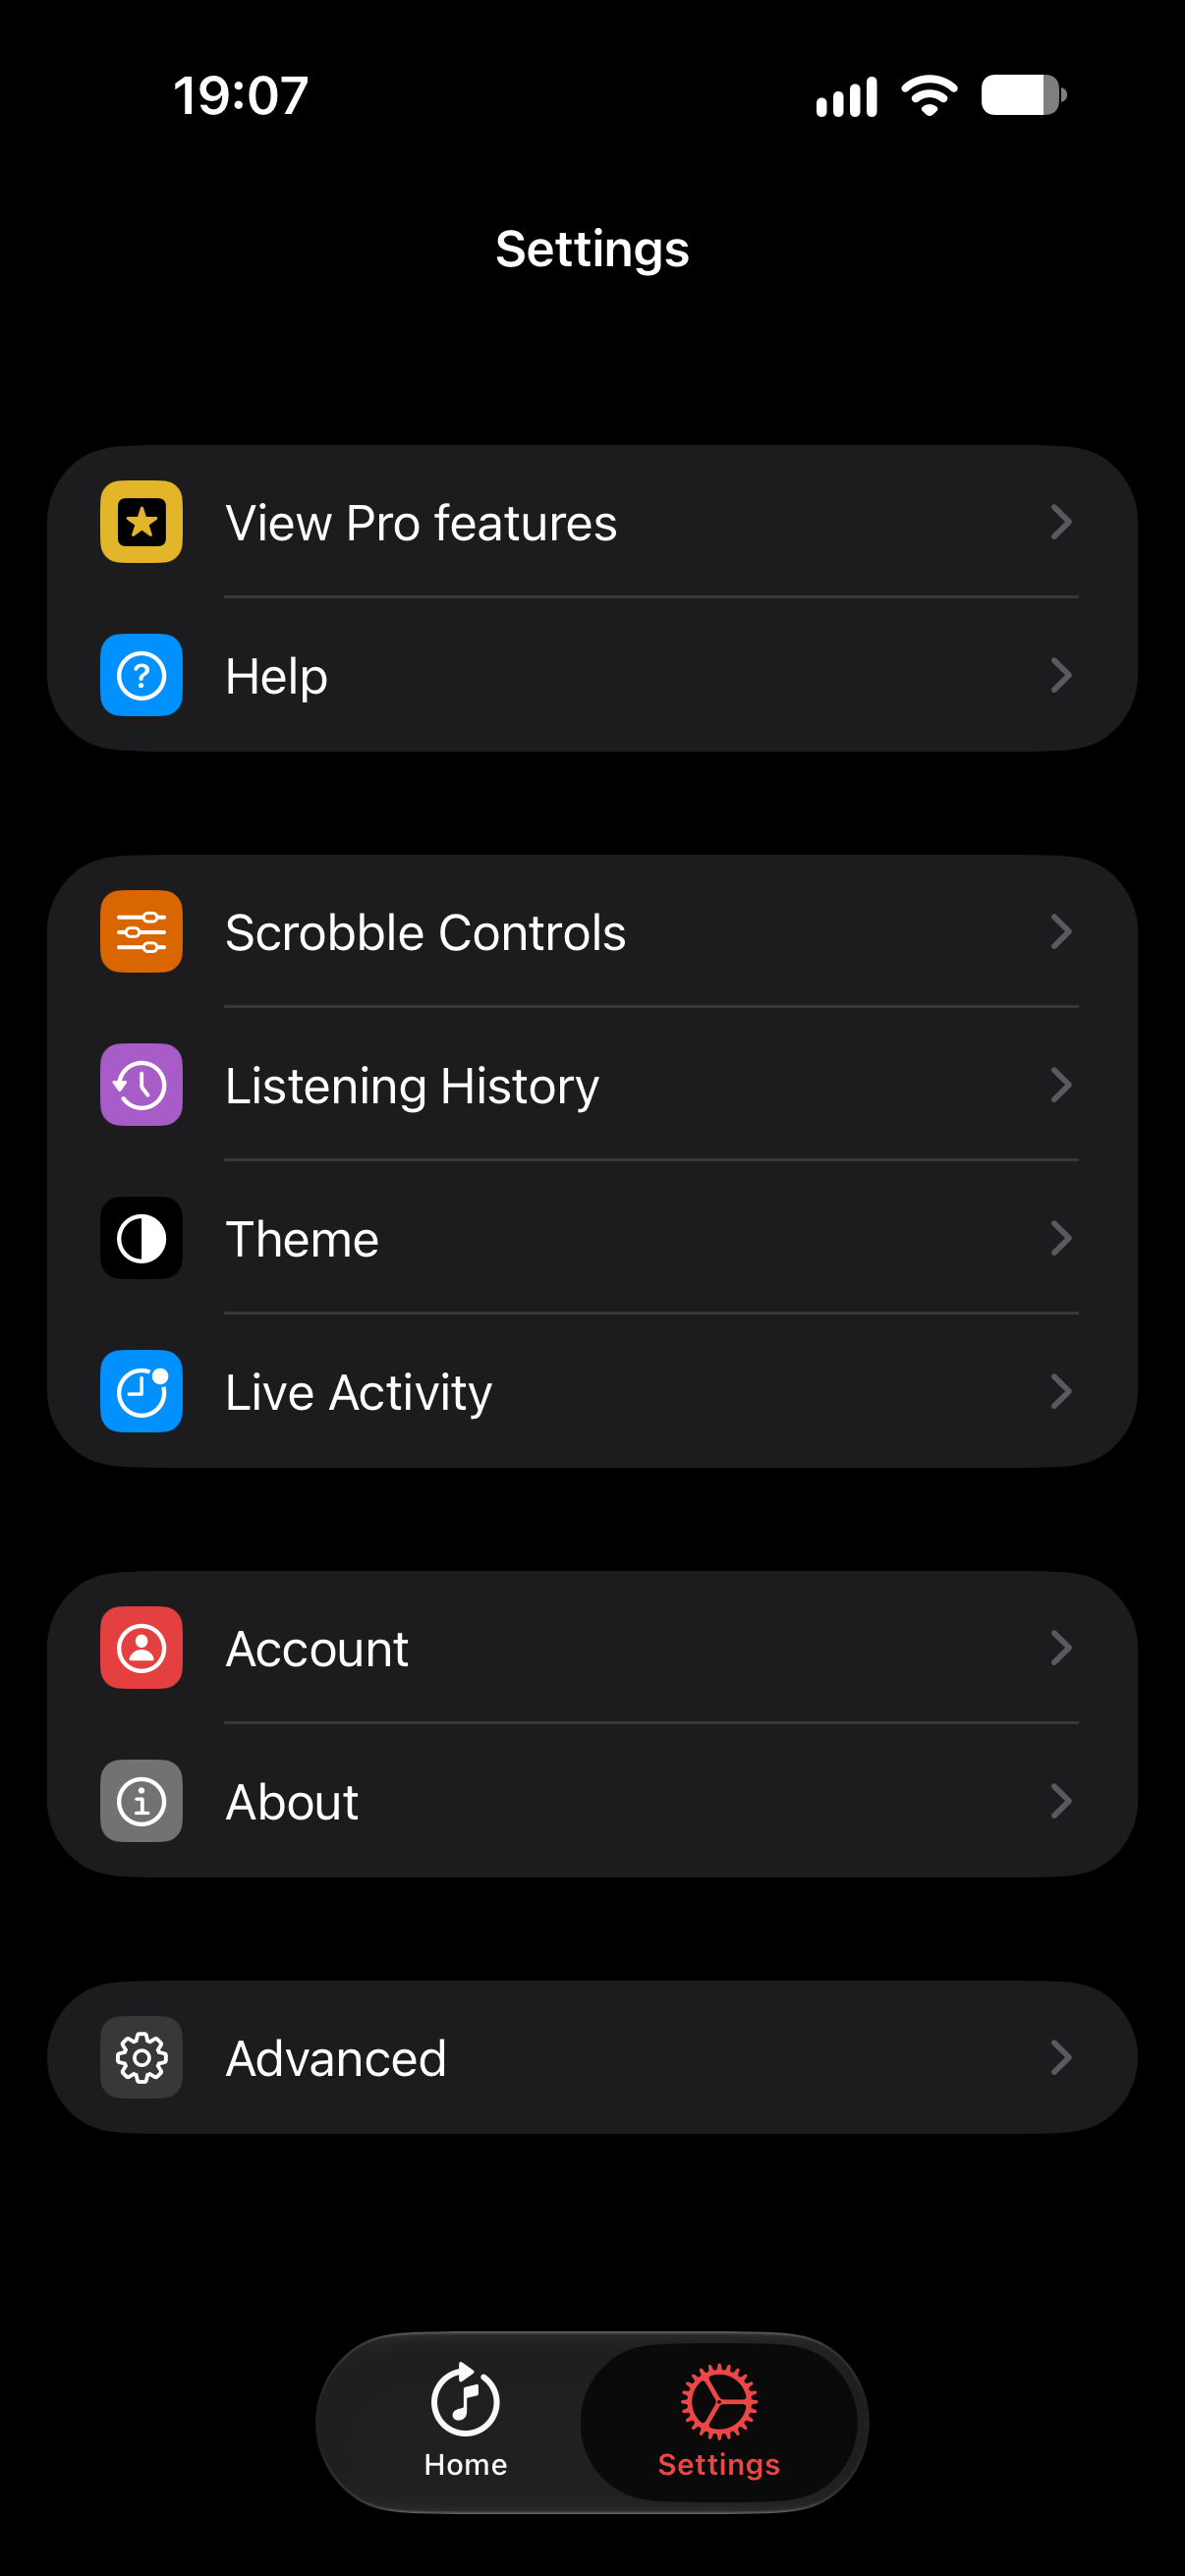 19:07
Settings
View Pro features
Help
Scrobble Controls
Listening History
Theme
Live Activity
Account
About
Advanced
Home
Settings